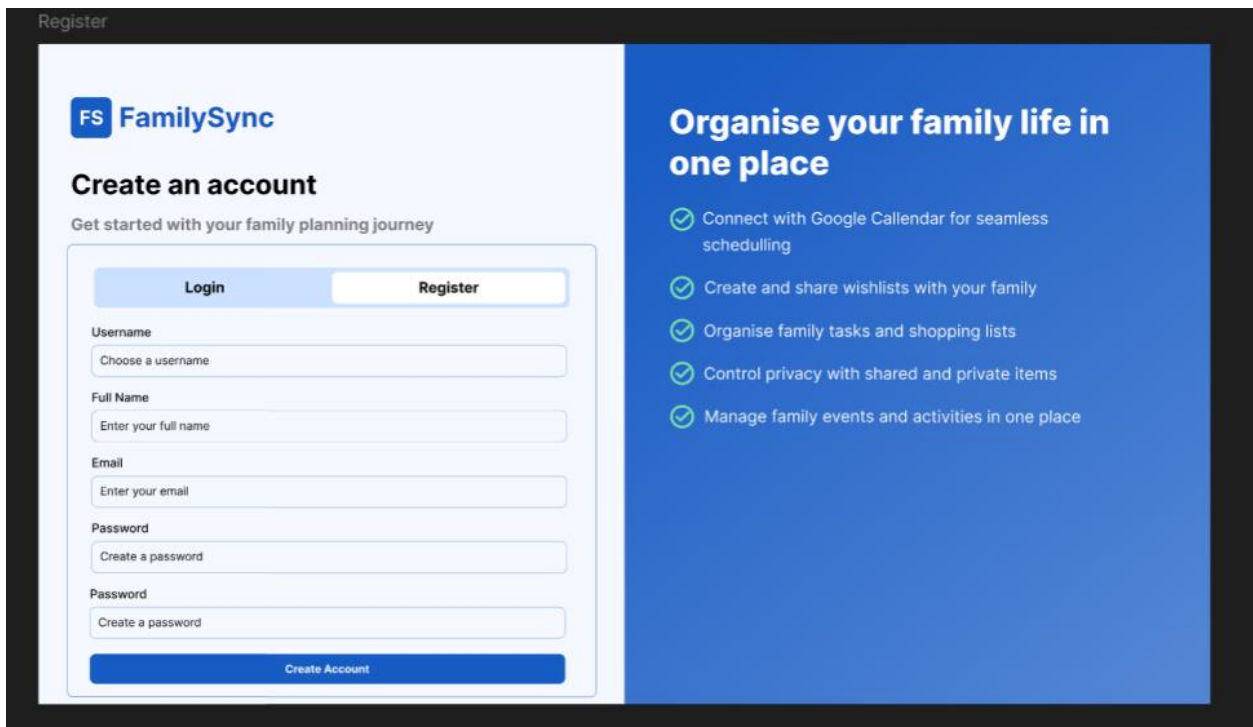 Register
FS FamilySync
Create an account
Get started with your family planning journey
Login
Register
Username
Choose a username
Full Name
Enter your full name
Email
Enter your email
Password
Create a password
Password
Create a password
Create Account
Organise your family life in
one place
Connect with Google Callendar for seamless
schedulling
Create and share wishlists with your family
Organise family tasks and shopping lists
Control privacy with shared and private items
Manage family events and activities in one place